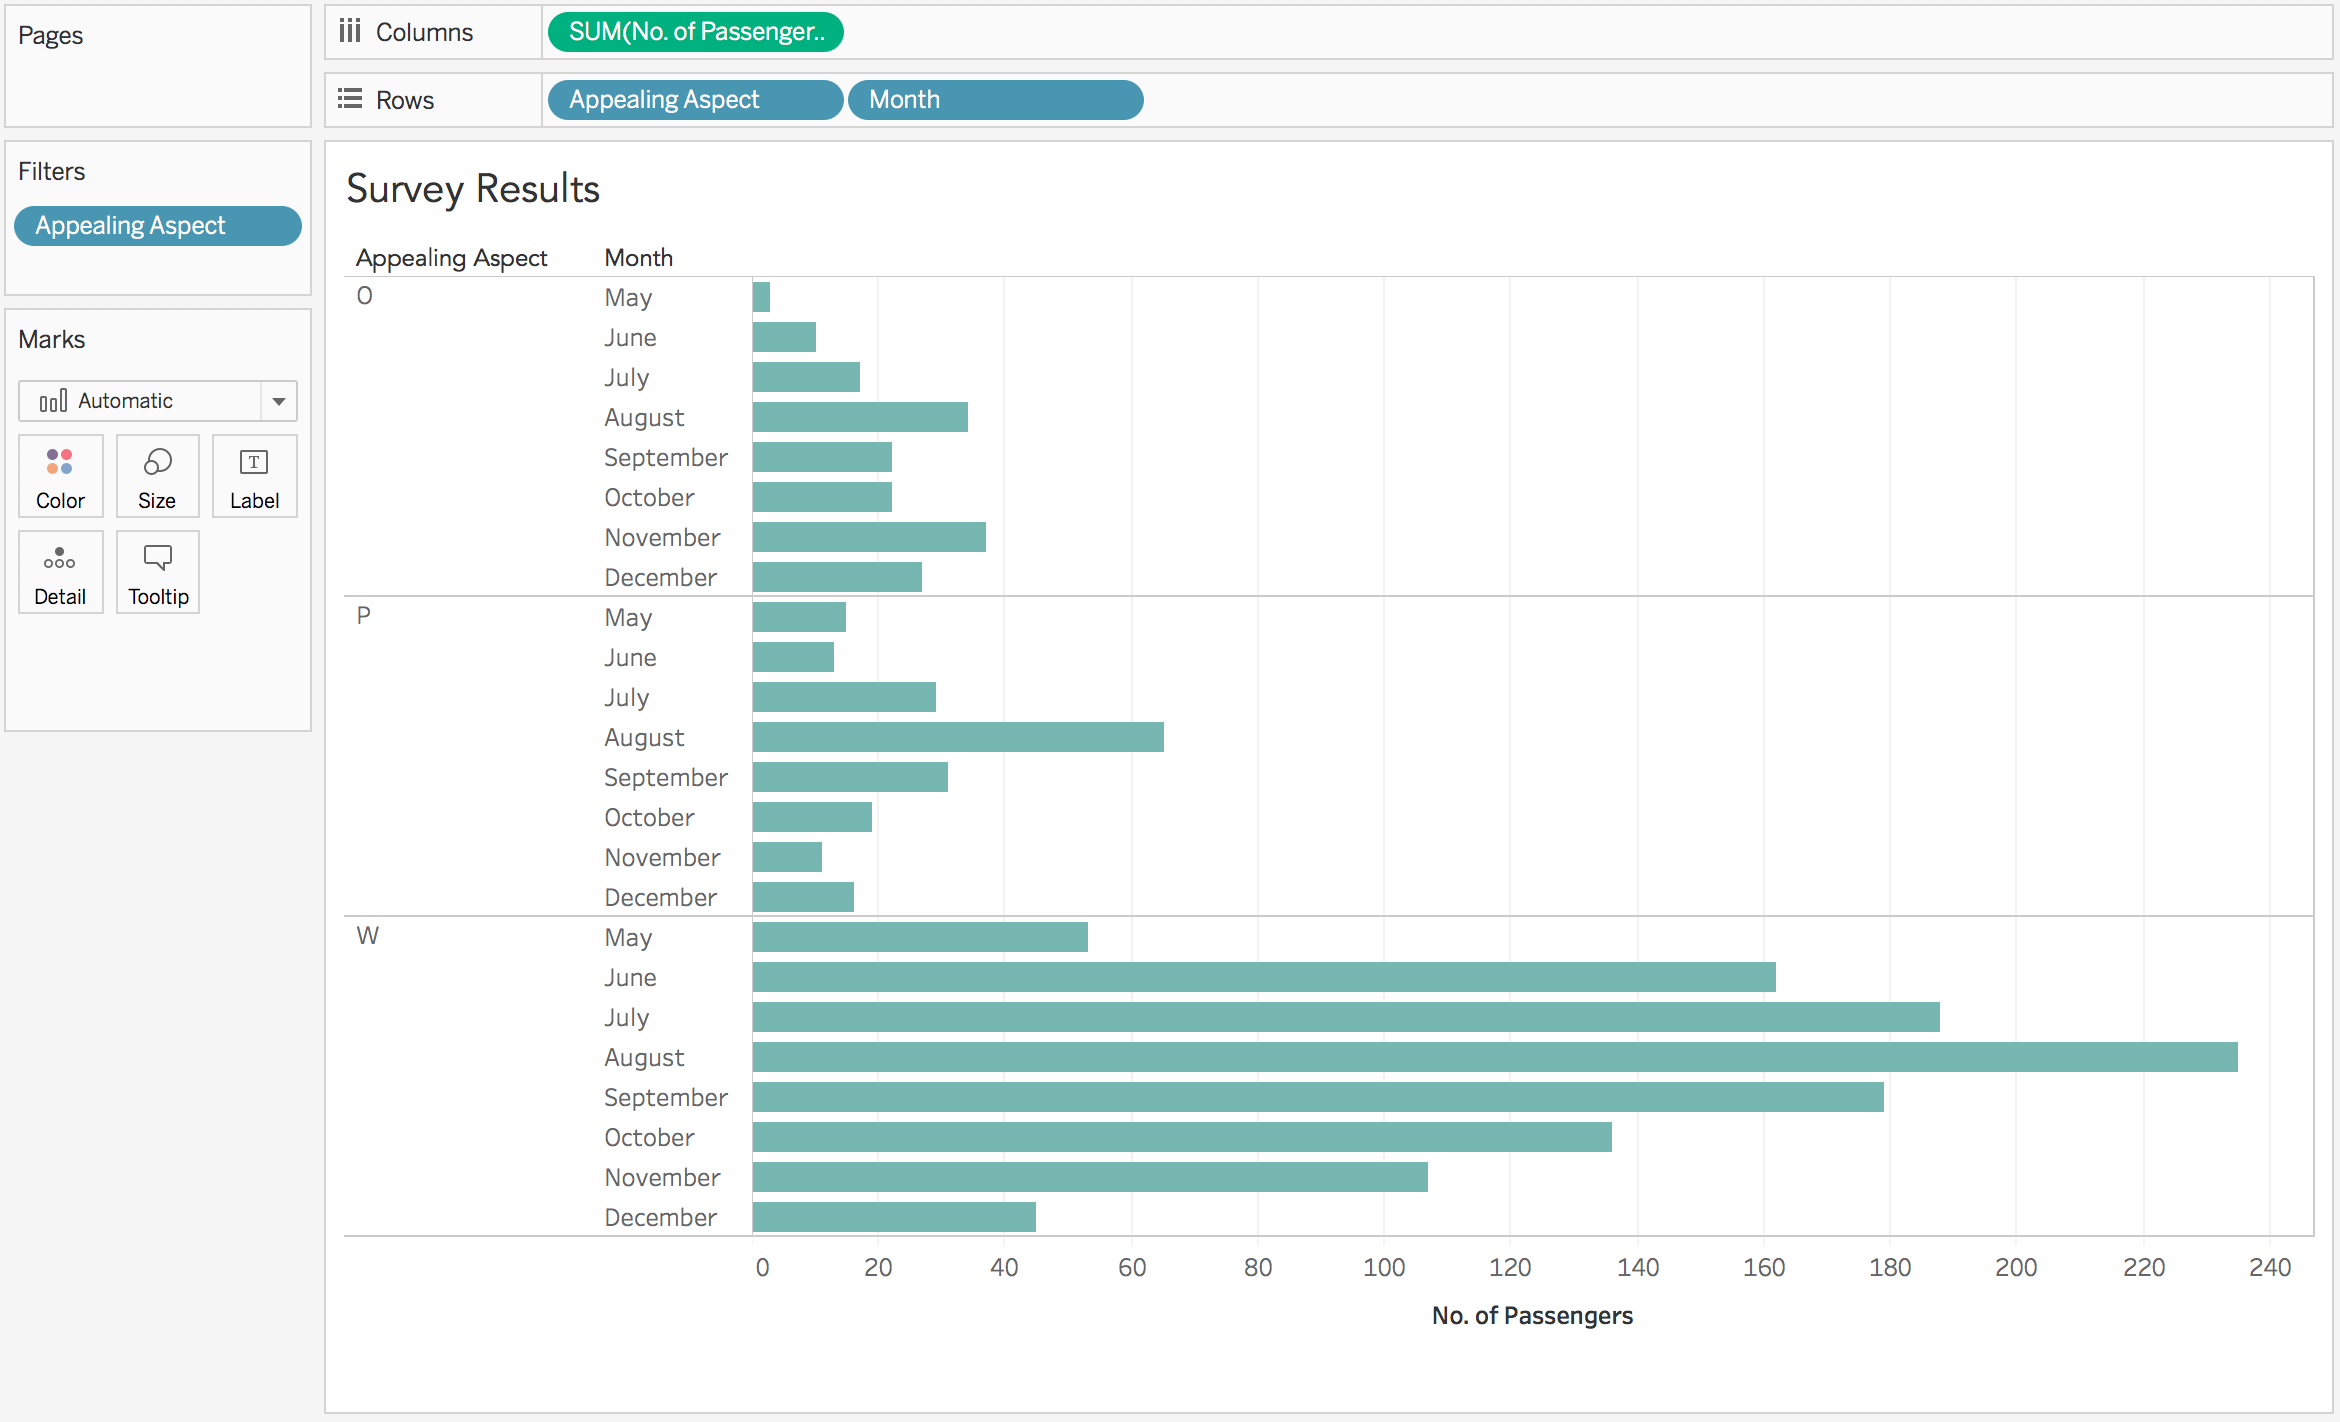 Pages
Columns
SUM(No. of Passenger..
Rows
Appealing Aspect
Month
Filters
Appealing Aspect
Marks
Automatic
Color
Size
T
Label
Detail
Tooltip
Survey Results
Appealing Aspect
Month
O
May
June
July
August
September
October
November
December
P
May
June
July
August
September
October
November
December
W
May
June
July
August
September
October
November
December
0 20 40 60 80 100 120 140 160 180 200 220 240
No. of Passengers